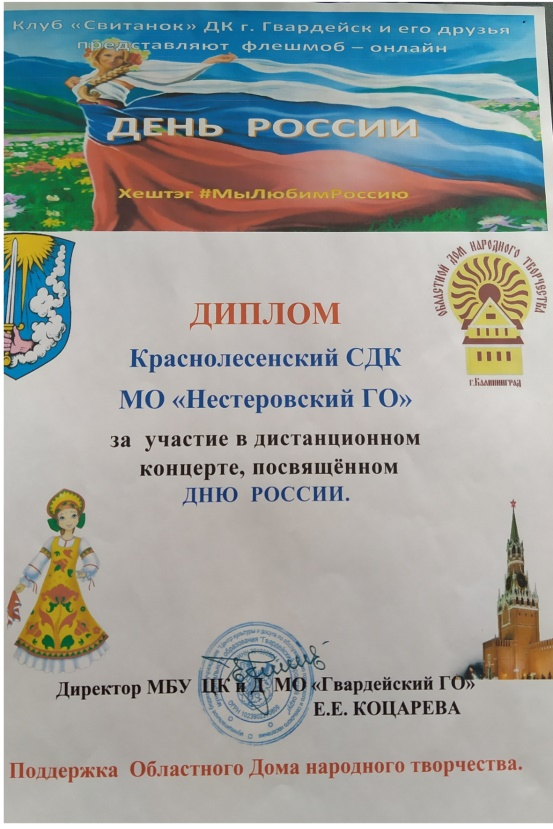 Клуб «Свитанок» ДК г. Гвардейск и его друзья
представляют флешмоб – онлайн
ДЕНЬ РОССИИ
Хештэг #МыЛюбимРоссию
ОБЛАСТНОЙ ДОМ НАРОДНОГО ТВОРЧЕСТВА
г.Калининград
ДИПЛОМ
Краснолесенский СДК
МО «Нестеровский ГО»
за участие в дистанционном
концерте, посвящённом
ДНЮ РОССИИ.
Директор МБУ ЦК и Д МО «Гвардейский ГО»
Е.Е. КОЦАРЕВА
Поддержка Областного Дома народного творчества.